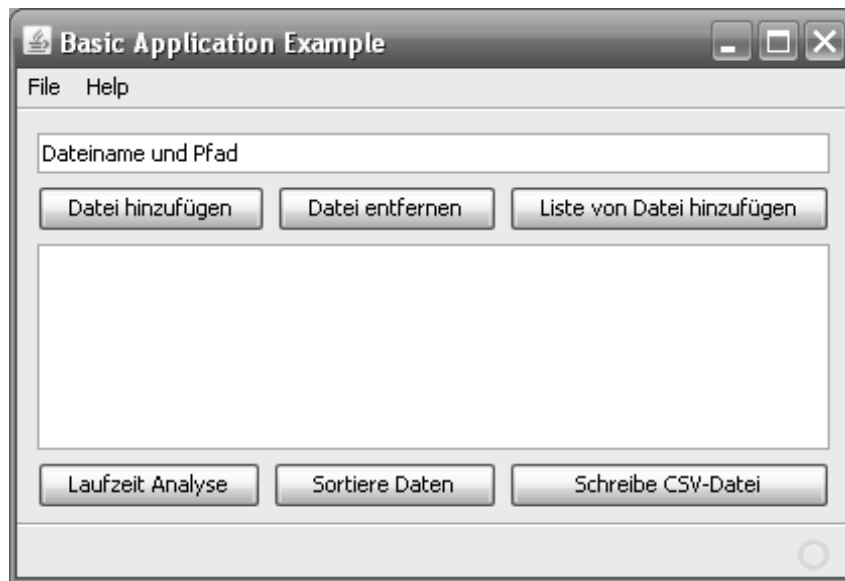 Basic Application Example
File Help
Dateiname und Pfad
Datei hinzufügen Datei entfernen Liste von Datei hinzufügen
Laufzeit Analyse Sortiere Daten Schreibe CSV-Datei